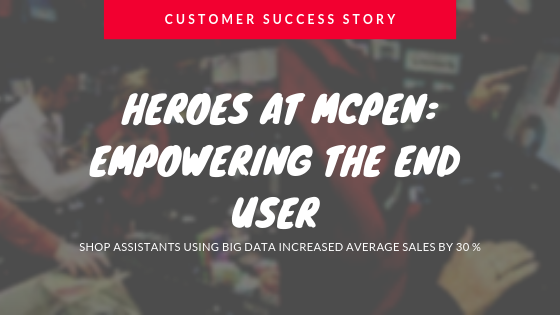 CUSTOMER SUCCESS STORY
HEROES AT MCPEN:
EMPOWERING THE END
USER
SHOP ASSISTANTS USING BIG DATA INCREASED AVERAGE SALES BY 30 %